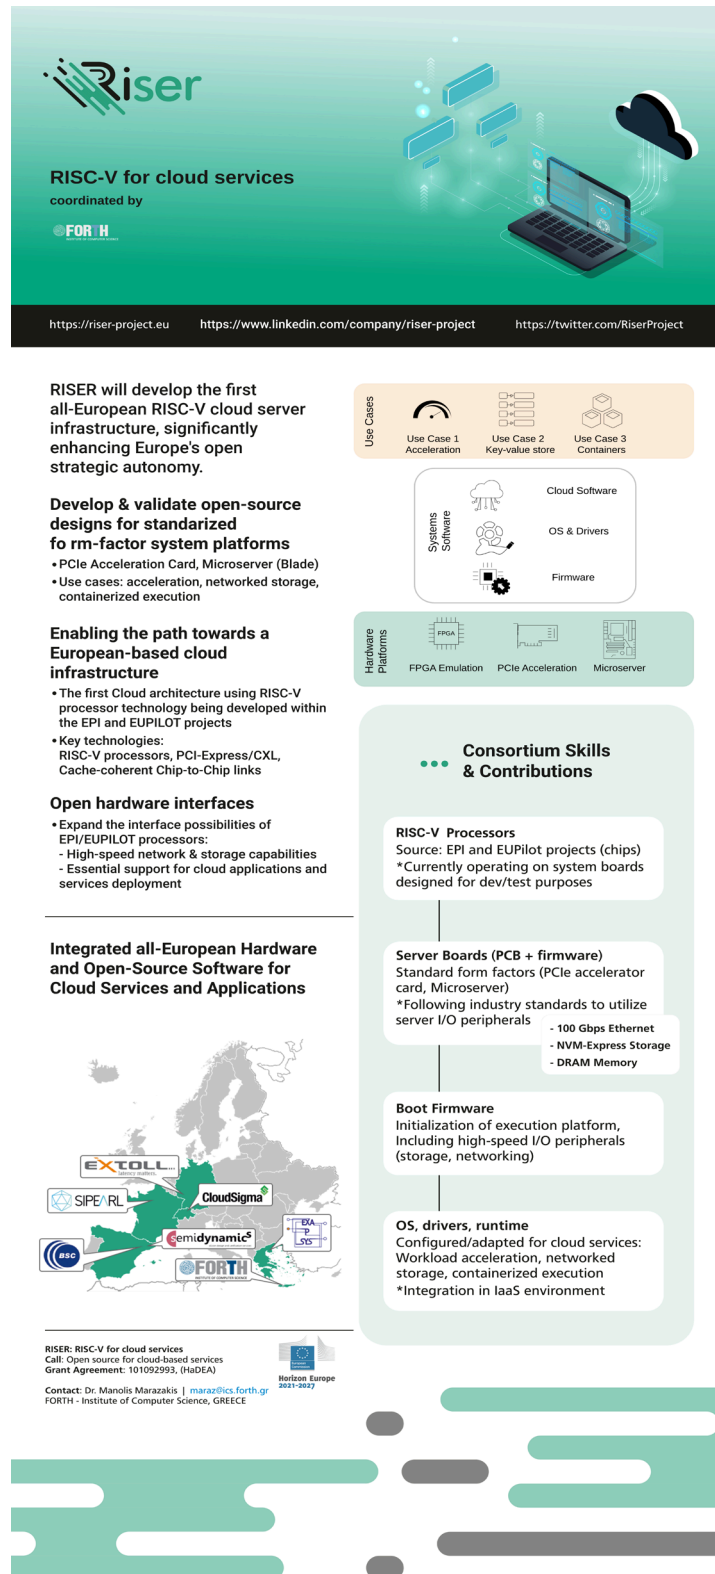 Riser
RISC-V for cloud services
coordinated by
FORTH
INSTITUTE OF COMPUTER SCIENCE
https://riser-project.eu
https://www.linkedin.com/company/riser-project
https://twitter.com/RiserProject
RISER will develop the first
all-European RISC-V cloud server
infrastructure, significantly
enhancing Europe's open
strategic autonomy.
Develop & validate open-source
designs for standarized
fo rm-factor system platforms
• PCIe Acceleration Card, Microserver (Blade)
• Use cases: acceleration, networked storage,
containerized execution
Enabling the path towards a
European-based cloud
infrastructure
• The first Cloud architecture using RISC-V
processor technology being developed within
the EPI and EUPILOT projects
• Key technologies:
RISC-V processors, PCI-Express/CXL,
Cache-coherent Chip-to-Chip links
Open hardware interfaces
• Expand the interface possibilities of
EPI/EUPILOT processors:
- High-speed network & storage capabilities
- Essential support for cloud applications and
services deployment
Use Cases
Use Case 1
Acceleration
Use Case 2
Key-value store
Use Case 3
Containers
Systems
Software
Cloud Software
OS & Drivers
Firmware
Hardware
Platforms
FPGA
FPGA Emulation
PCIe Acceleration
Microserver
Consortium Skills
& Contributions
RISC-V Processors
Source: EPI and EUPilot projects (chips)
*Currently operating on system boards
designed for dev/test purposes
Server Boards (PCB + firmware)
Standard form factors (PCIe accelerator
card, Microserver)
*Following industry standards to utilize
server I/O peripherals
- 100 Gbps Ethernet
- NVM-Express Storage
- DRAM Memory
Boot Firmware
Initialization of execution platform,
Including high-speed I/O peripherals
(storage, networking)
OS, drivers, runtime
Configured/adapted for cloud services:
Workload acceleration, networked
storage, containerized execution
*Integration in IaaS environment
Integrated all-European Hardware
and Open-Source Software for
Cloud Services and Applications
EXTOLL
latency matters.
SIPEARL
CloudSigma
BSC
semidynamics
EXA
P
SYS
FORTH
INSTITUTE OF COMPUTER SCIENCE
RISER: RISC-V for cloud services
Call: Open source for cloud-based services
Grant Agreement: 101092993, (HaDEA)
Contact: Dr. Manolis Marazakis | maraz@ics.forth.gr
FORTH - Institute of Computer Science, GREECE
European
Commission
Horizon Europe
2021-2027